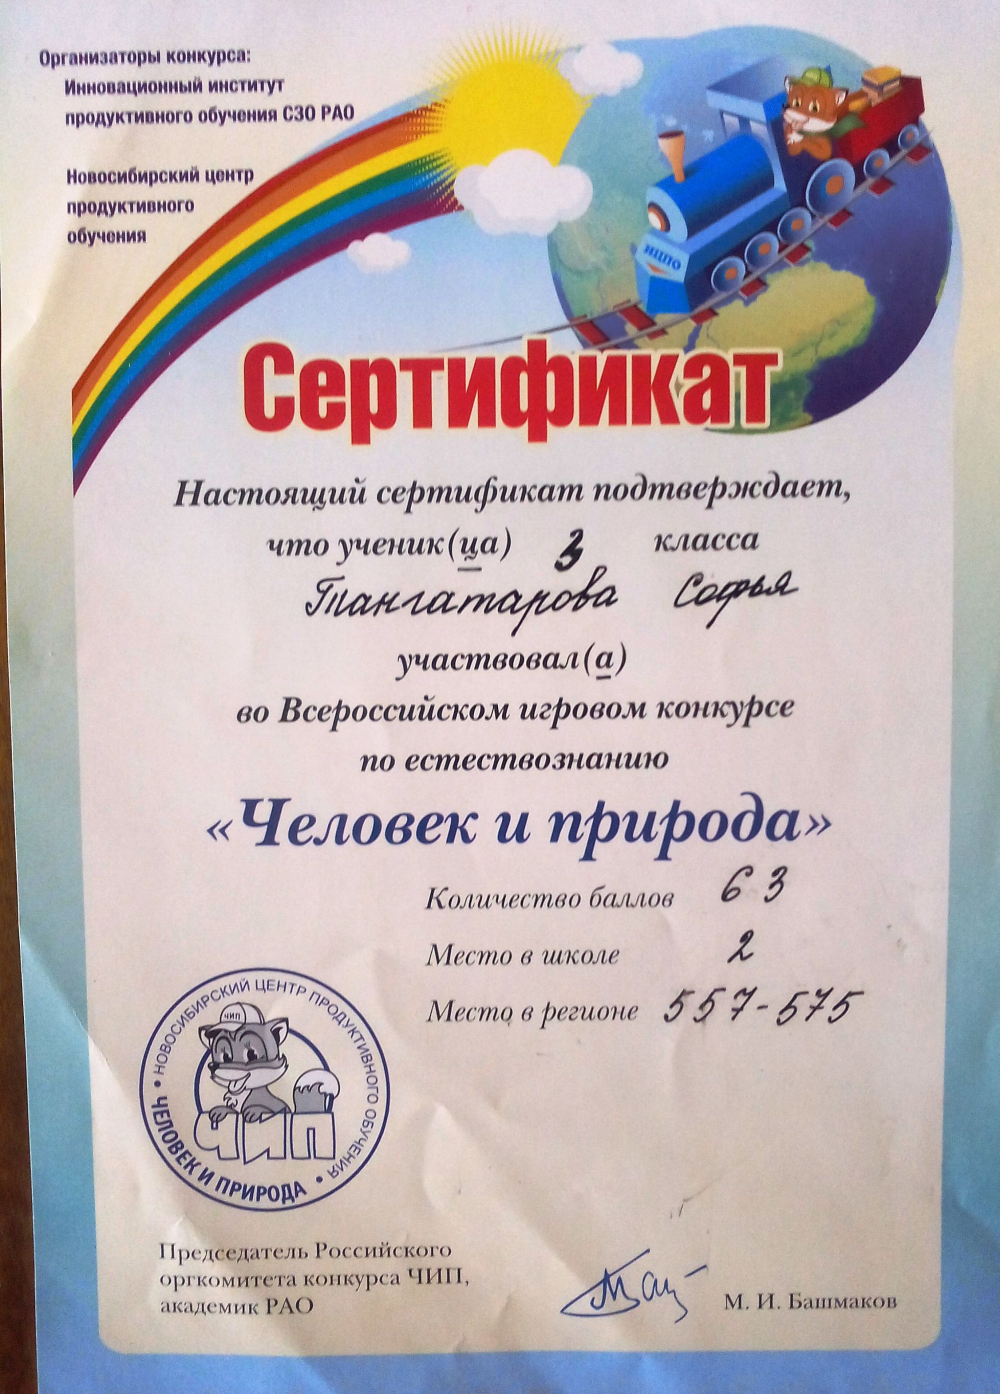 Организаторы конкурса:
Инновационный институт
продуктивного обучения СЗО РАО
Новосибирский центр
продуктивного
обучения
ИППО
Сертификат
Настоящий сертификат подтверждает,
что ученик(ца) 3 класса
Тангатарова Софья
участвовал(а)
во Всероссийском игровом конкурсе
по естествознанию
«Человек и природа»
Количество баллов 63
Место в школе 2
Место в регионе 557-575
• НОВОСИБИРСКИЙ ЦЕНТР ПРОДУКТИВНОГО ОБУЧЕНИЯ •
ЧИП
ЧИП
ЧЕЛОВЕК И ПРИРОДА
Председатель Российского
оргкомитета конкурса ЧИП,
академик РАО
М. И. Башмаков